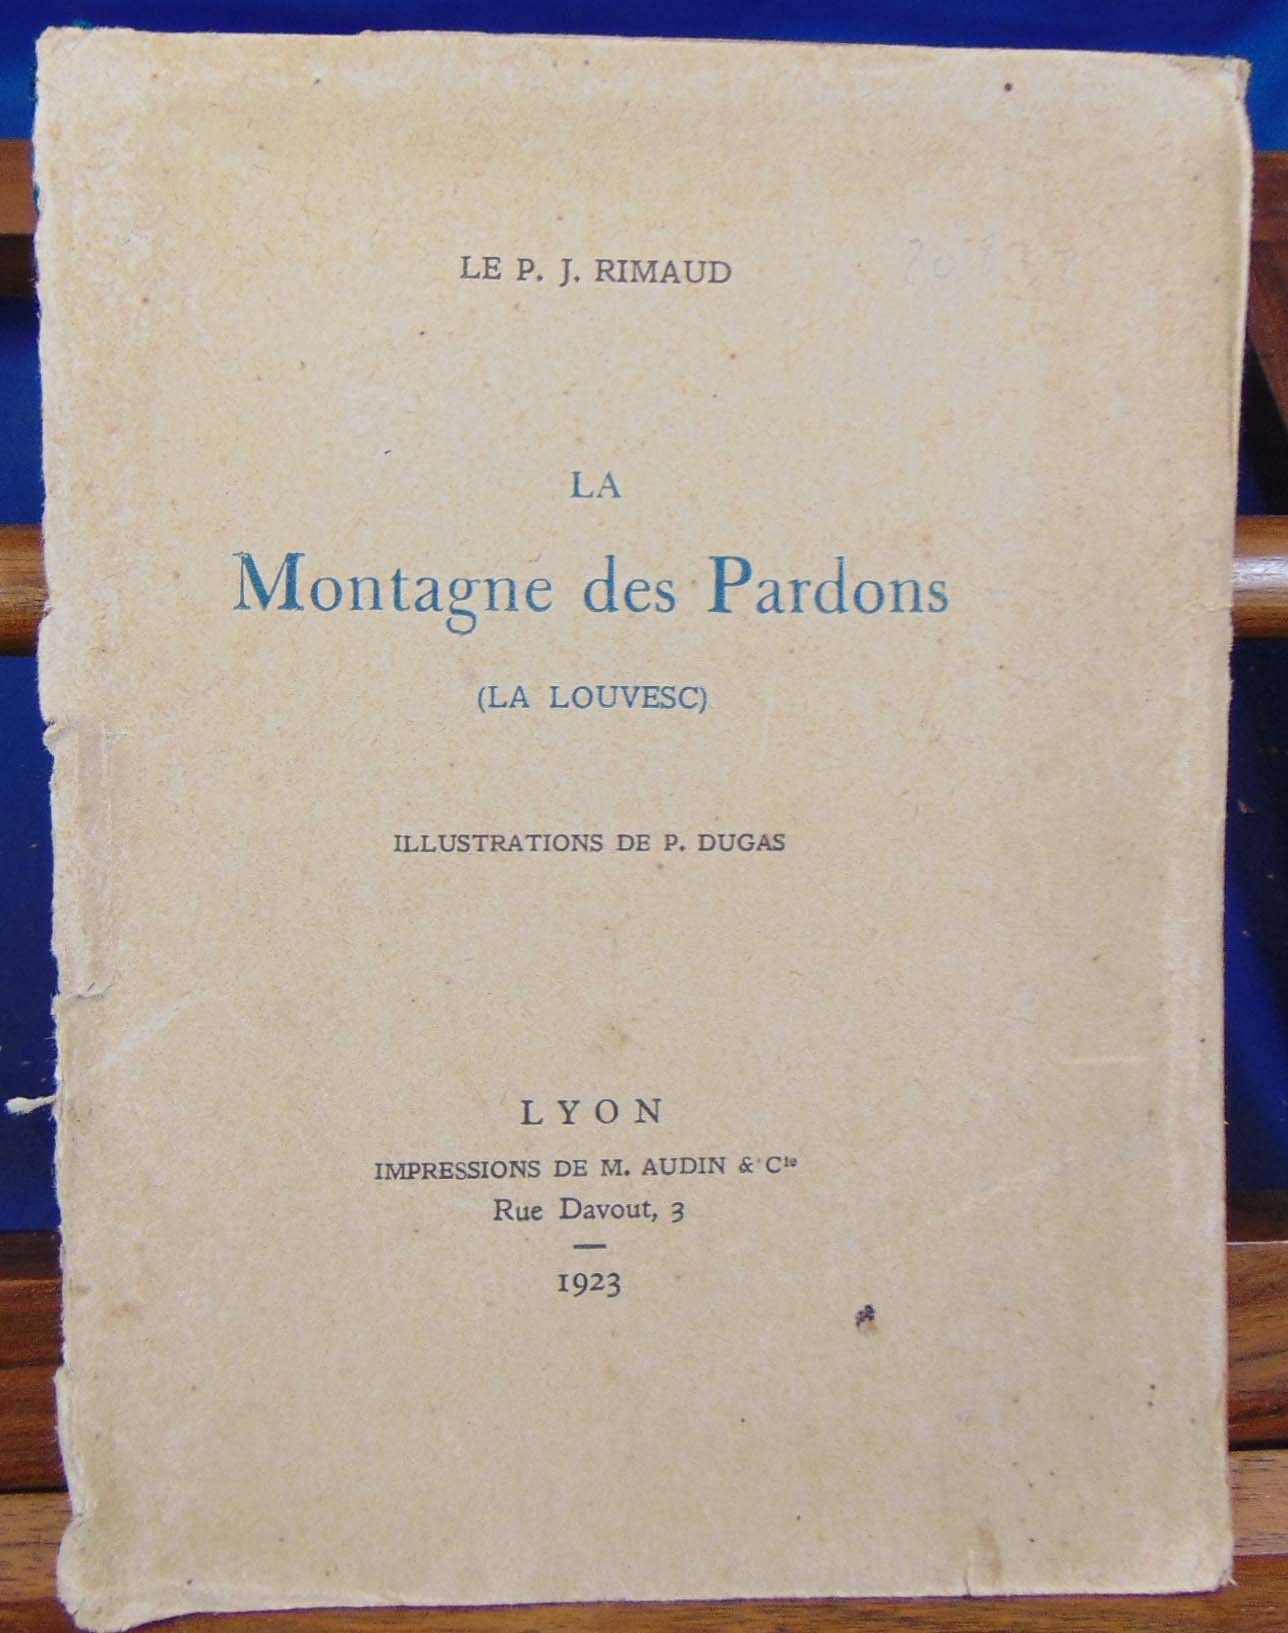 LE P. J. RIMAUD
LA
Montagne des Pardons
(LA LOUVESC)
ILLUSTRATIONS DE P. DUGAS
LYON
IMPRESSIONS DE M. AUDIN & Cie
Rue Davout, 3
1923